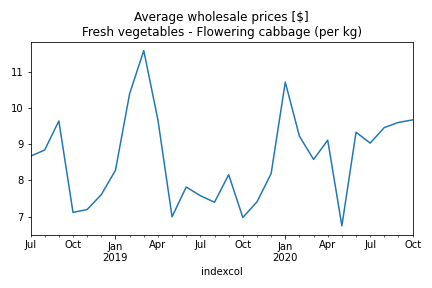 Average wholesale prices [$]
Fresh vegetables - Flowering cabbage (per kg)
11
10
9
8
7
Jul Oct Jan Apr Jul Oct Jan Apr Jul Oct
2019 2020
indexcol